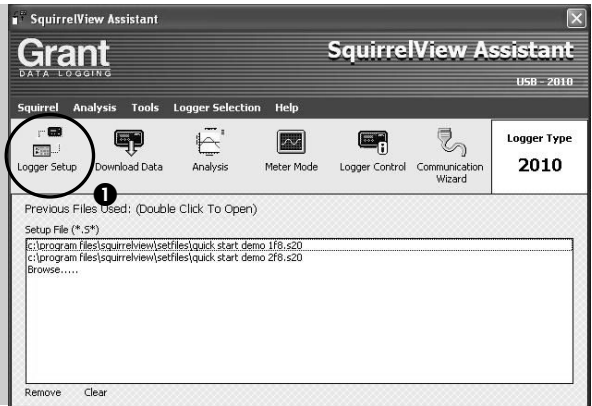 SquirrelView Assistant
Grant
DATA LOGGING
SquirrelView Assistant
USB - 2010
Squirrel Analysis Tools Logger Selection Help
Logger Setup
Download Data
Analysis
Meter Mode
Logger Control
Communication
Wizard
Logger Type
2010
1
Previous Files Used: (Double Click To Open)
Setup File (*.S*)
c:\program files\squirrelview\setfiles\quick start demo 1f8.s20
c:\program files\squirrelview\setfiles\quick start demo 2f8.s20
Browse.....
Remove Clear